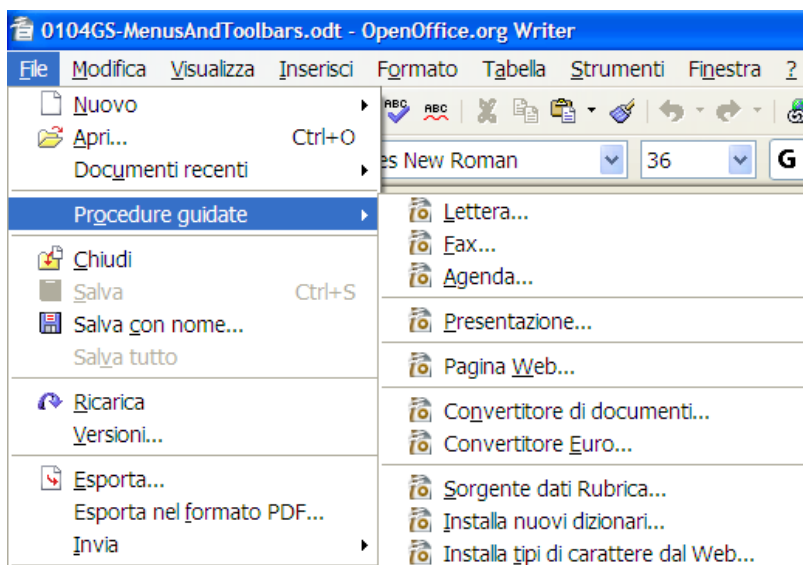 0104GS-MenusAndToolbars.odt - OpenOffice.org Writer
File Modifica Visualizza Inserisci Formato Tabella Strumenti Finestra ?
ABC ABC
es New Roman 36 G
Nuovo
Apri... Ctrl+O
Documenti recenti
Procedure guidate
Chiudi
Salva Ctrl+S
Salva con nome...
Salva tutto
Ricarica
Versioni...
Esporta...
Esporta nel formato PDF...
Invia
Lettera...
Fax...
Agenda...
Presentazione...
Pagina Web...
Convertitore di documenti...
Convertitore Euro...
Sorgente dati Rubrica...
Installa nuovi dizionari...
Installa tipi di carattere dal Web...